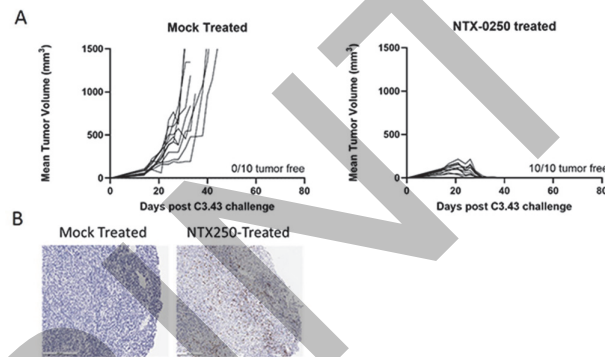 A
Mock Treated
Mean Tumor Volume (mm³)
1500
1000
500
0
0 20 40 60 80
0/10 tumor free
Days post C3.43 challenge
NTX-0250 treated
Mean Tumor Volume (mm³)
1500
1000
500
0
0 20 40 60 80
10/10 tumor free
Days post C3.43 challenge
B
Mock Treated
NTX250-Treated